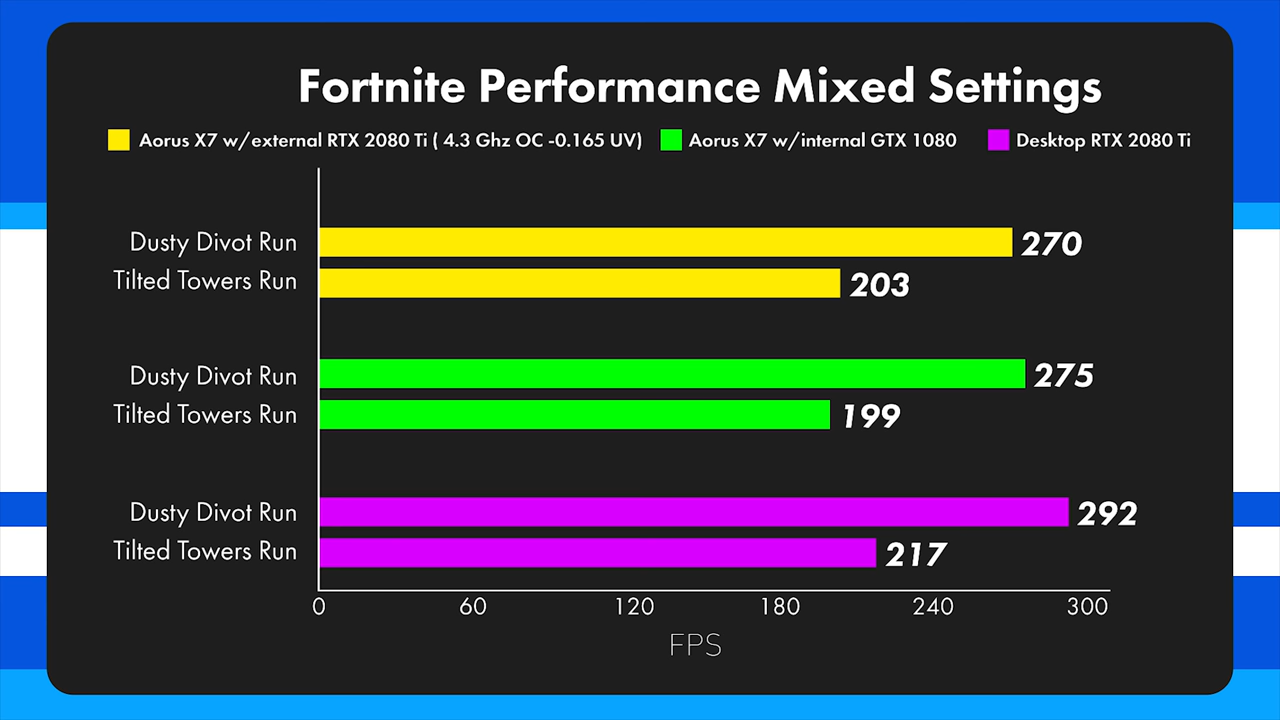 Fortnite Performance Mixed Settings
Aorus X7 w/external RTX 2080 Ti ( 4.3 Ghz OC -0.165 UV) Aorus X7 w/internal GTX 1080 Desktop RTX 2080 Ti
Dusty Divot Run 270
Tilted Towers Run 203
Dusty Divot Run 275
Tilted Towers Run 199
Dusty Divot Run 292
Tilted Towers Run 217
0 60 120 180 240 300
FPS